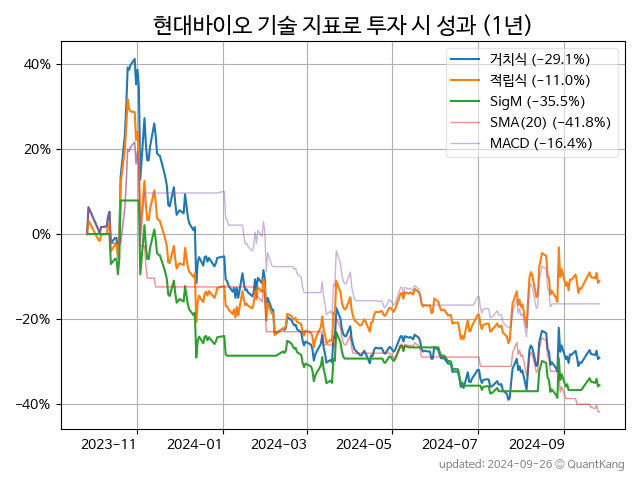 현대바이오 기술 지표로 투자 시 성과 (1년)
거치식 (−29.1%)
적립식 (−11.0%)
SigM (−35.5%)
SMA(20) (−41.8%)
MACD (−16.4%)
40%
20%
0%
−20%
−40%
2023-11
2024-01
2024-03
2024-05
2024-07
2024-09
updated: 2024-09-26 © QuantKang